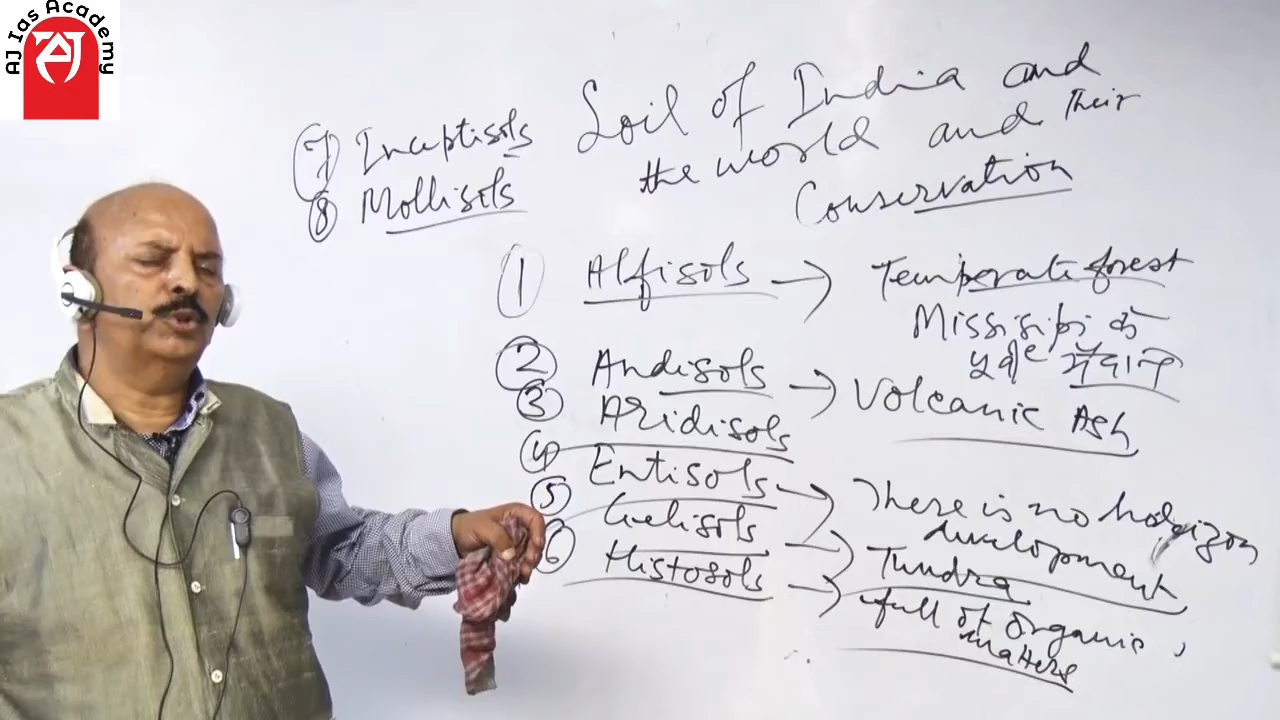 AJ Ias Academy
AJ
Soil of India and
the world and their
Conservation
(7) Inceptisols
(8) Mollisols
(1) Alfisols → Temperate forest
Missisipi के
पूर्व मैदान
(2) Andisols → Volcanic Ash
(3) Aridisols
(4) Entisols → There is no horizon
development
(5) Gelisols → Tundra
(6) Histosols → full of organic
matters